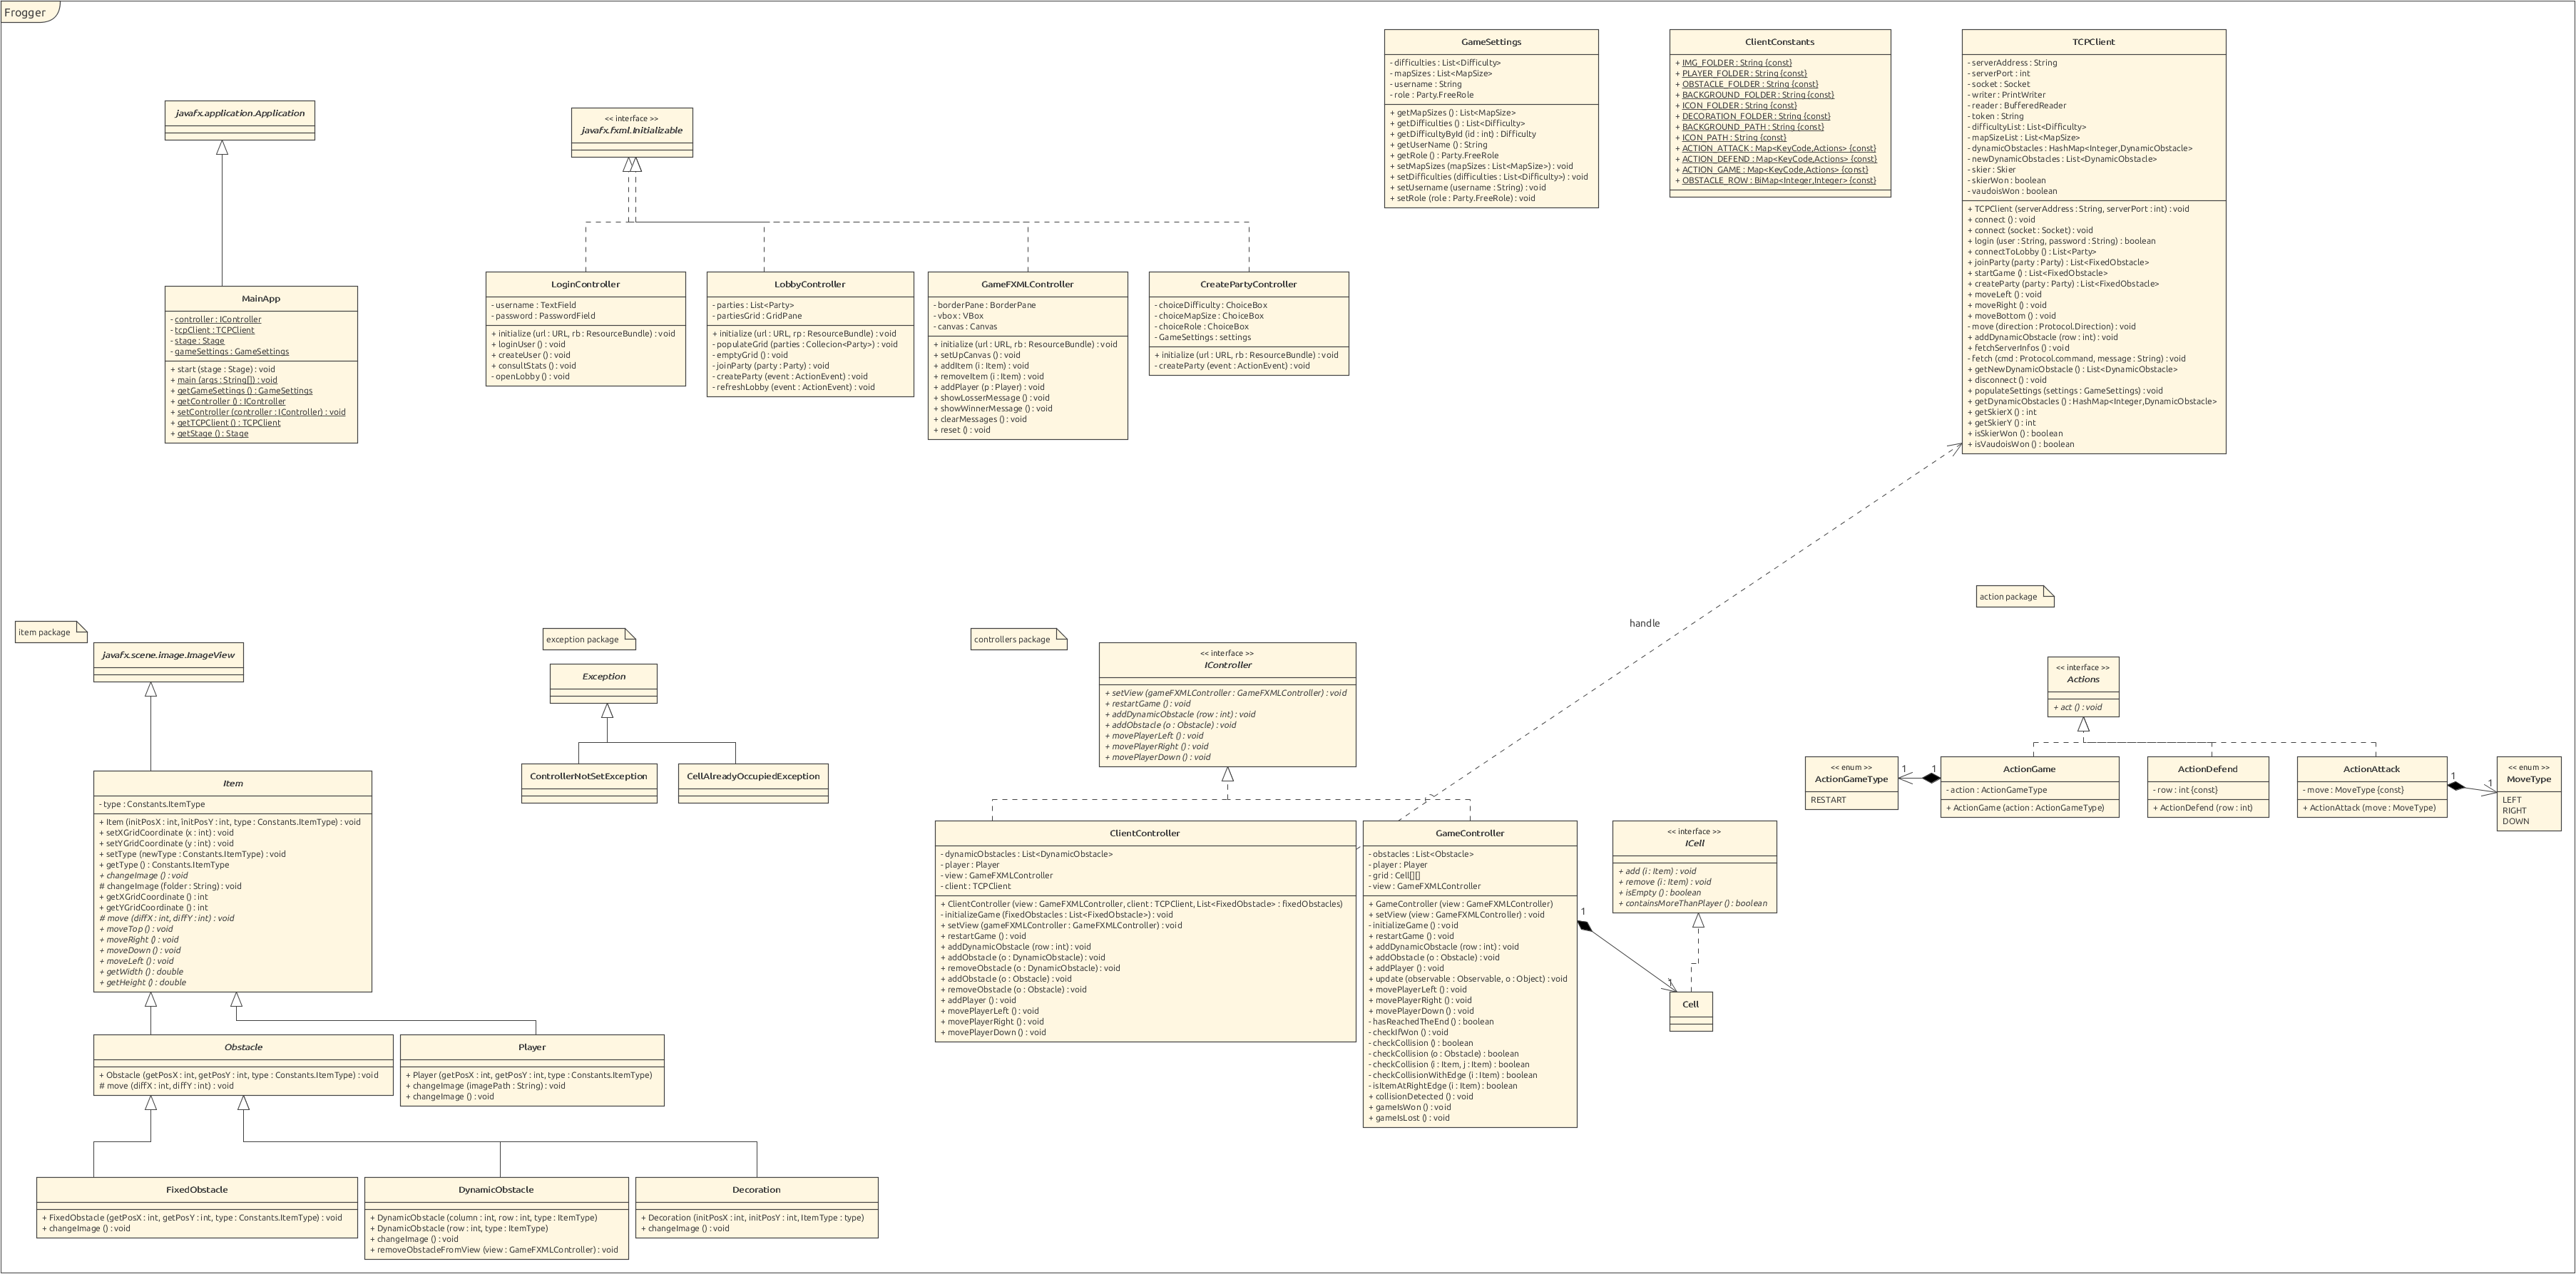 Frogger
GameSettings
- difficulties : List<Difficulty>
- mapSizes : List<MapSize>
- username : String
- role : Party.FreeRole
+ getMapSizes () : List<MapSize>
+ getDifficulties () : List<Difficulty>
+ getDifficultyById (id : int) : Difficulty
+ getUserName () : String
+ getRole () : Party.FreeRole
+ setMapSizes (mapSizes : List<MapSize>) : void
+ setDifficulties (difficulties : List<Difficulty>) : void
+ setUsername (username : String) : void
+ setRole (role : Party.FreeRole) : void
ClientConstants
+ IMG_FOLDER : String {const}
+ PLAYER_FOLDER : String {const}
+ OBSTACLE_FOLDER : String {const}
+ BACKGROUND_FOLDER : String {const}
+ ICON_FOLDER : String {const}
+ DECORATION_FOLDER : String {const}
+ BACKGROUND_PATH : String {const}
+ ICON_PATH : String {const}
+ ACTION_ATTACK : Map<KeyCode,Actions> {const}
+ ACTION_DEFEND : Map<KeyCode,Actions> {const}
+ ACTION_GAME : Map<KeyCode,Actions> {const}
+ OBSTACLE_ROW : BiMap<Integer,Integer> {const}
TCPClient
- serverAddress : String
- serverPort : int
- socket : Socket
- writer : PrintWriter
- reader : BufferedReader
- token : String
- difficultyList : List<Difficulty>
- mapSizeList : List<MapSize>
- dynamicObstacles : HashMap<Integer,DynamicObstacle>
- newDynamicObstacles : List<DynamicObstacle>
- skier : Skier
- skierWon : boolean
- vaudoisWon : boolean
+ TCPClient (serverAddress : String, serverPort : int) : void
+ connect () : void
+ connect (socket : Socket) : void
+ login (user : String, password : String) : boolean
+ connectToLobby () : List<Party>
+ joinParty (party : Party) : List<FixedObstacle>
+ startGame () : List<FixedObstacle>
+ createParty (party : Party) : List<FixedObstacle>
+ moveLeft () : void
+ moveRight () : void
+ moveBottom () : void
- move (direction : Protocol.Direction) : void
+ addDynamicObstacle (row : int) : void
+ fetchServerInfos () : void
- fetch (cmd : Protocol.command, message : String) : void
+ getNewDynamicObstacle () : List<DynamicObstacle>
+ disconnect () : void
+ populateSettings (settings : GameSettings) : void
+ getDynamicObstacles () : HashMap<Integer,DynamicObstacle>
+ getSkierX () : int
+ getSkierY () : int
+ isSkierWon () : boolean
+ isVaudoisWon () : boolean
javafx.application.Application
<< interface >>
javafx.fxml.Initializable
MainApp
- controller : IController
- tcpClient : TCPClient
- stage : Stage
- gameSettings : GameSettings
+ start (stage : Stage) : void
+ main (args : String[]) : void
+ getGameSettings () : GameSettings
+ getController () : IController
+ setController (controller : IController) : void
+ getTCPClient () : TCPClient
+ getStage () : Stage
LoginController
- username : TextField
- password : PasswordField
+ initialize (url : URL, rb : ResourceBundle) : void
+ loginUser () : void
+ createUser () : void
+ consultStats () : void
- openLobby () : void
LobbyController
- parties : List<Party>
- partiesGrid : GridPane
+ initialize (url : URL, rp : ResourceBundle) : void
- populateGrid (parties : Collecion<Party>) : void
- emptyGrid () : void
- joinParty (party : Party) : void
- createParty (event : ActionEvent) : void
- refreshLobby (event : ActionEvent) : void
GameFXMLController
- borderPane : BorderPane
- vbox : VBox
- canvas : Canvas
+ initialize (url : URL, rb : ResourceBundle) : void
+ setUpCanvas () : void
+ addItem (i : Item) : void
+ removeItem (i : Item) : void
+ addPlayer (p : Player) : void
+ showLosserMessage () : void
+ showWinnerMessage () : void
+ clearMessages () : void
+ reset () : void
CreatePartyController
- choiceDifficulty : ChoiceBox
- choiceMapSize : ChoiceBox
- choiceRole : ChoiceBox
- GameSettings : settings
+ initialize (url : URL, rb : ResourceBundle) : void
- createParty (event : ActionEvent) : void
handle
item package
javafx.scene.image.ImageView
Item
- type : Constants.ItemType
+ Item (initPosX : int, initPosY : int, type : Constants.ItemType) : void
+ setXGridCoordinate (x : int) : void
+ setYGridCoordinate (y : int) : void
+ setType (newType : Constants.ItemType) : void
+ getType () : Constants.ItemType
+ changeImage () : void
# changeImage (folder : String) : void
+ getXGridCoordinate () : int
+ getYGridCoordinate () : int
# move (diffX : int, diffY : int) : void
+ moveTop () : void
+ moveRight () : void
+ moveDown () : void
+ moveLeft () : void
+ getWidth () : double
+ getHeight () : double
Obstacle
+ Obstacle (getPosX : int, getPosY : int, type : Constants.ItemType) : void
# move (diffX : int, diffY : int) : void
Player
+ Player (getPosX : int, getPosY : int, type : Constants.ItemType)
+ changeImage (imagePath : String) : void
+ changeImage () : void
FixedObstacle
+ FixedObstacle (getPosX : int, getPosY : int, type : Constants.ItemType) : void
+ changeImage () : void
DynamicObstacle
+ DynamicObstacle (column : int, row : int, type : ItemType)
+ DynamicObstacle (row : int, type : ItemType)
+ changeImage () : void
+ removeObstacleFromView (view : GameFXMLController) : void
Decoration
+ Decoration (initPosX : int, initPosY : int, ItemType : type)
+ changeImage () : void
exception package
Exception
ControllerNotSetException
CellAlreadyOccupiedException
controllers package
<< interface >>
IController
+ setView (gameFXMLController : GameFXMLController) : void
+ restartGame () : void
+ addDynamicObstacle (row : int) : void
+ addObstacle (o : Obstacle) : void
+ movePlayerLeft () : void
+ movePlayerRight () : void
+ movePlayerDown () : void
ClientController
- dynamicObstacles : List<DynamicObstacle>
- player : Player
- view : GameFXMLController
- client : TCPClient
+ ClientController (view : GameFXMLController, client : TCPClient, List<FixedObstacle> : fixedObstacles)
- initializeGame (fixedObstacles : List<FixedObstacle>) : void
+ setView (gameFXMLController : GameFXMLController) : void
+ restartGame () : void
+ addDynamicObstacle (row : int) : void
+ addObstacle (o : DynamicObstacle) : void
+ removeObstacle (o : DynamicObstacle) : void
+ addObstacle (o : Obstacle) : void
+ removeObstacle (o : Obstacle) : void
+ addPlayer () : void
+ movePlayerLeft () : void
+ movePlayerRight () : void
+ movePlayerDown () : void
GameController
- obstacles : List<Obstacle>
- player : Player
- grid : Cell[][]
- view : GameFXMLController
+ GameController (view : GameFXMLController)
+ setView (view : GameFXMLController) : void
- initializeGame () : void
+ restartGame () : void
+ addDynamicObstacle (row : int) : void
+ addObstacle (o : Obstacle) : void
+ addPlayer () : void
+ update (observable : Observable, o : Object) : void
+ movePlayerLeft () : void
+ movePlayerRight () : void
+ movePlayerDown () : void
- hasReachedTheEnd () : boolean
- checkIfWon () : void
- checkCollision () : boolean
- checkCollision (o : Obstacle) : boolean
- checkCollision (i : Item, j : Item) : boolean
- checkCollisionWithEdge (i : Item) : boolean
- isItemAtRightEdge (i : Item) : boolean
+ collisionDetected () : void
+ gameIsWon () : void
+ gameIsLost () : void
1
1
<< interface >>
ICell
+ add (i : Item) : void
+ remove (i : Item) : void
+ isEmpty () : boolean
+ containsMoreThanPlayer () : boolean
Cell
action package
<< interface >>
Actions
+ act () : void
<< enum >>
ActionGameType
RESTART
1
1
ActionGame
- action : ActionGameType
+ ActionGame (action : ActionGameType)
ActionDefend
- row : int {const}
+ ActionDefend (row : int)
ActionAttack
- move : MoveType {const}
+ ActionAttack (move : MoveType)
1
1
<< enum >>
MoveType
LEFT
RIGHT
DOWN